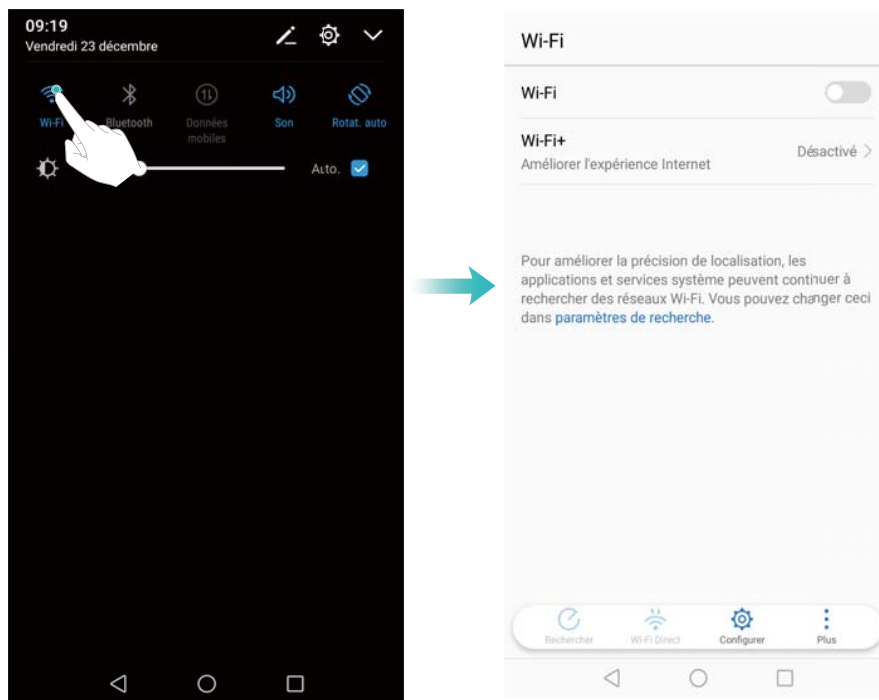 09:19
Vendredi 23 décembre
Wi-Fi
Bluetooth
Données
mobiles
Son
Rotat. auto
Auto.
Wi-Fi
Wi-Fi
Wi-Fi+
Améliorer l'expérience Internet
Désactivé
Pour améliorer la précision de localisation, les
applications et services système peuvent continuer à
rechercher des réseaux Wi-Fi. Vous pouvez changer ceci
dans paramètres de recherche.
Rechercher
Wi-Fi Direct
Configurer
Plus